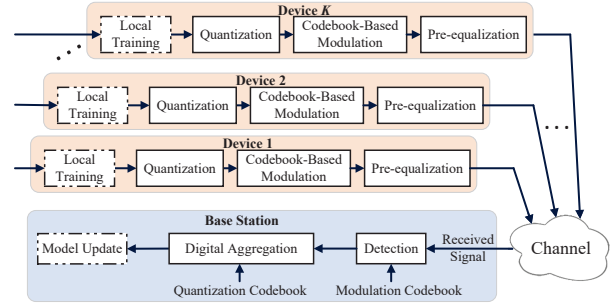 Device K
Local
Training
Quantization
Codebook-Based
Modulation
Pre-equalization
Device 2
Local
Training
Quantization
Codebook-Based
Modulation
Pre-equalization
Device 1
Local
Training
Quantization
Codebook-Based
Modulation
Pre-equalization
Base Station
Model Update
Digital Aggregation
Detection
Received
Signal
Channel
Quantization Codebook
Modulation Codebook